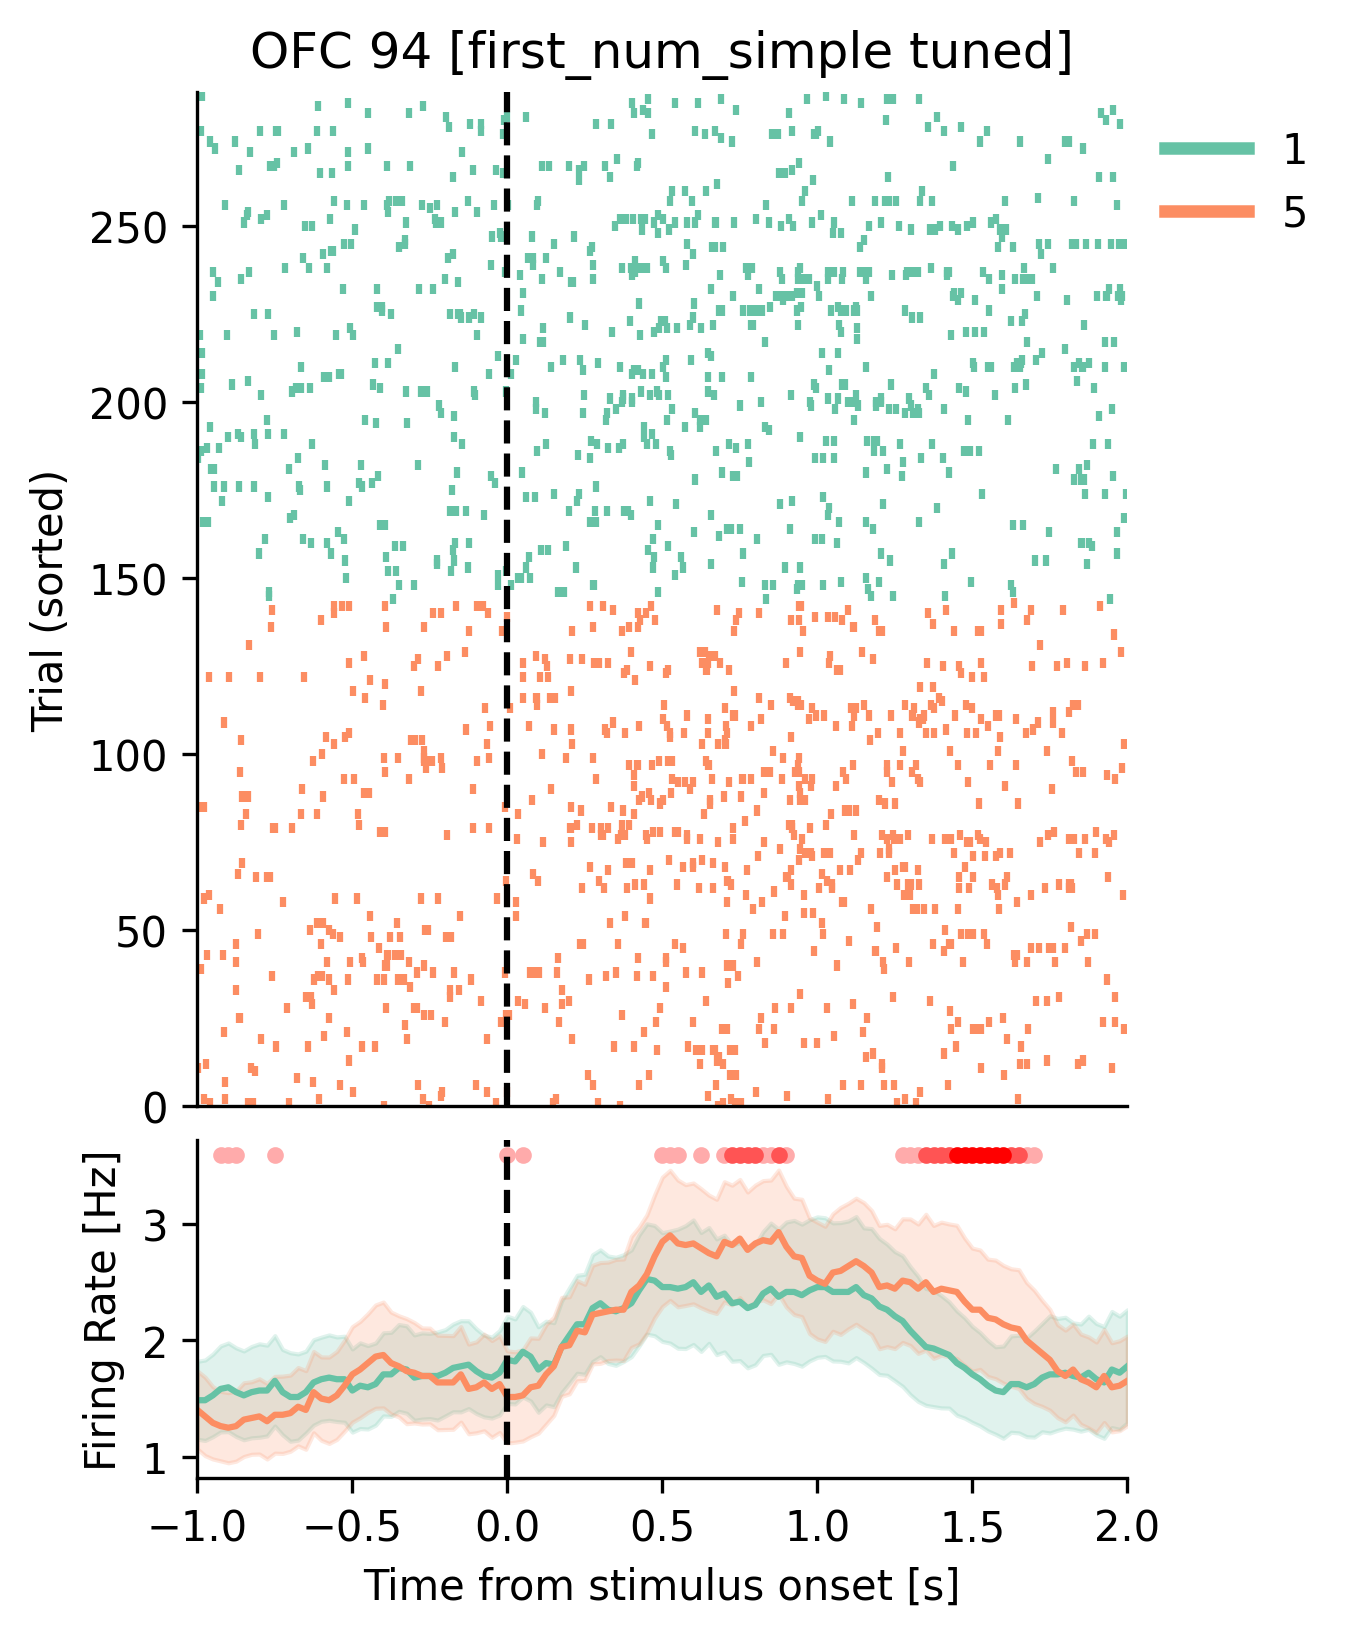 OFC 94 [first_num_simple tuned]
1
5
Trial (sorted)
250
200
150
100
50
0
Firing Rate [Hz]
3
2
1
−1.0 −0.5 0.0 0.5 1.0 1.5 2.0
Time from stimulus onset [s]